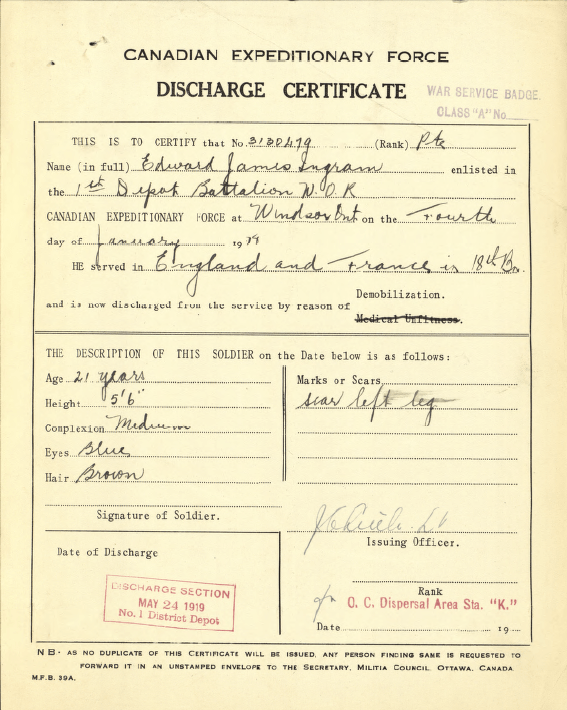 CANADIAN EXPEDITIONARY FORCE
DISCHARGE CERTIFICATE
WAR SERVICE BADGE.
CLASS "A" No
THIS IS TO CERTIFY that No. 3130479 (Rank) Pte
Name (in full) Edward James Ingram enlisted in
the 1st Depot Battalion W.O.R
CANADIAN EXPEDITIONARY FORCE at Windsor Ont on the Fourth
day of January 19
HE served in England and France is 18th Bn.
and is now discharged from the service by reason of Demobilization.
Medical Unfitness.
THE DESCRIPTION OF THIS SOLDIER on the Date below is as follows:
Age 21 years
Height 5'6"
Complexion Medium
Eyes Blue
Hair Brown
Marks or Scars
scar left leg
Signature of Soldier.
Issuing Officer.
Date of Discharge
DISCHARGE SECTION
MAY 24 1919
No. 1 District Depot
Rank
O. C. Dispersal Area Sta. "K."
Date 19
NB. AS NO DUPLICATE OF THIS CERTIFICATE WILL BE ISSUED, ANY PERSON FINDING SAME IS REQUESTED TO
FORWARD IT IN AN UNSTAMPED ENVELOPE TO THE SECRETARY, MILITIA COUNCIL, OTTAWA, CANADA.
M.F.B. 39A.